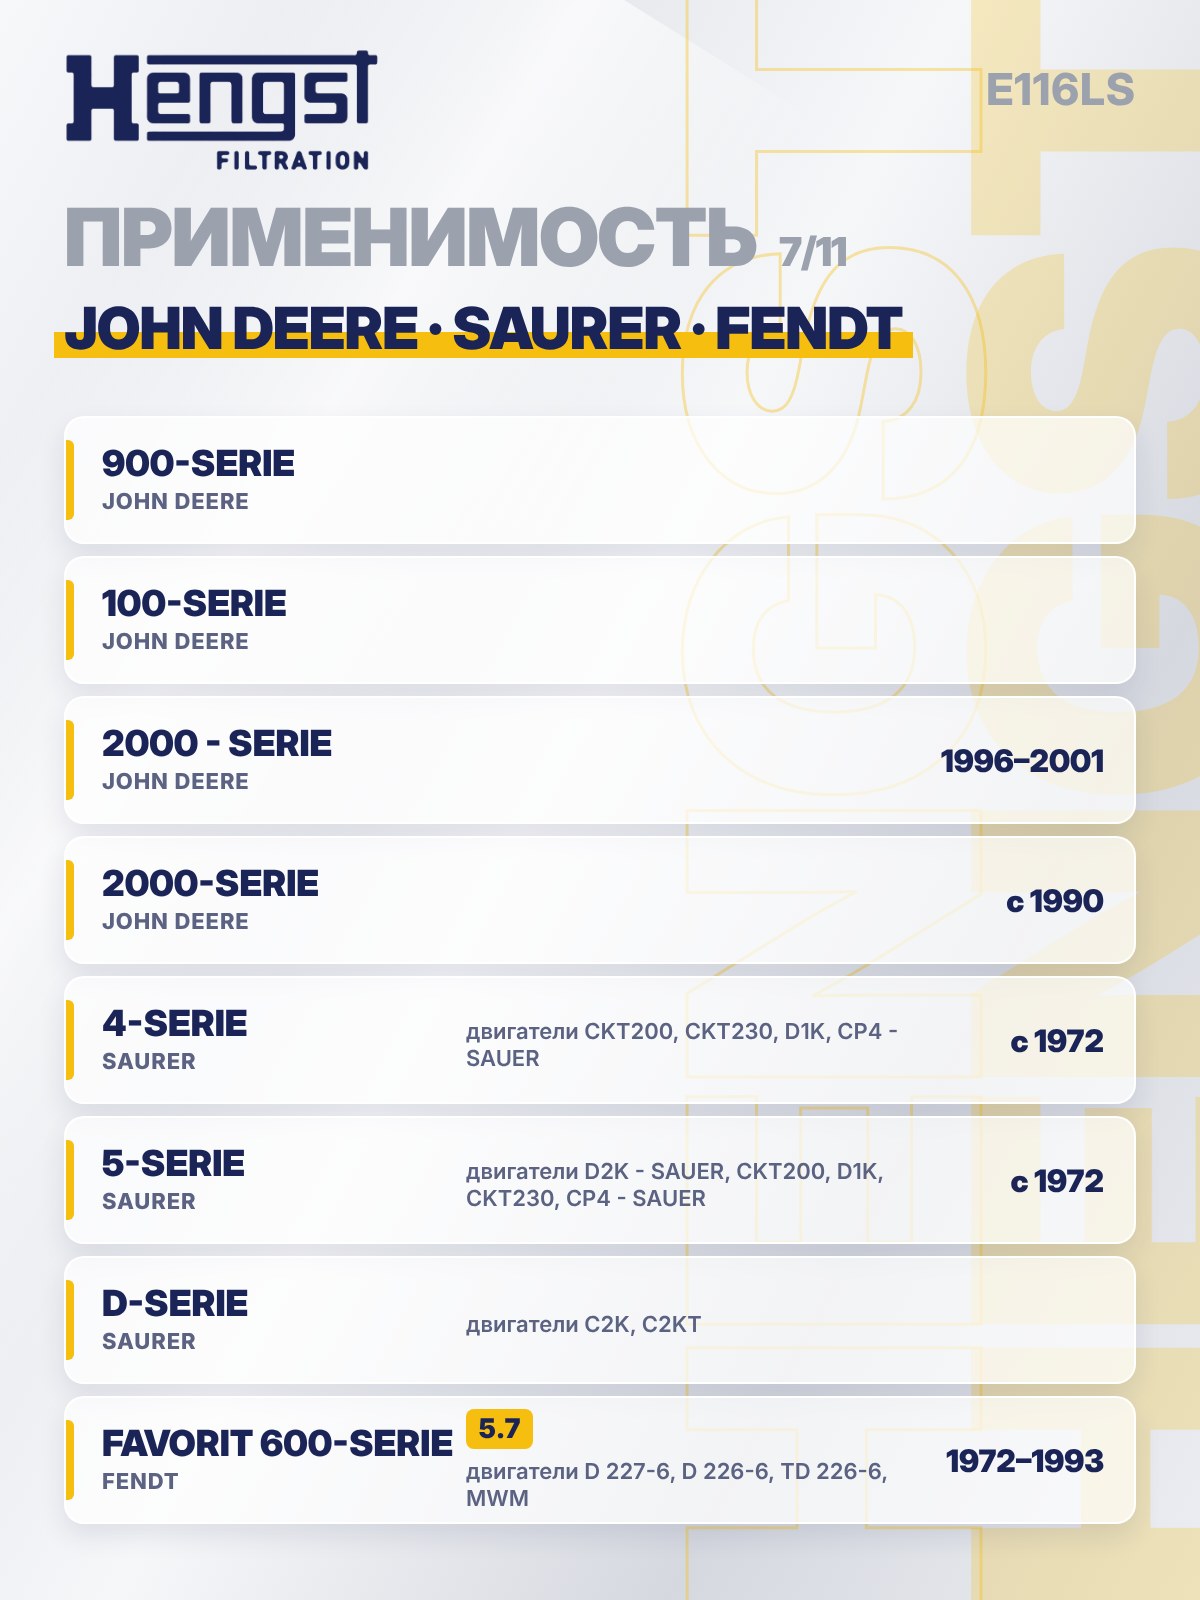 Hengst
FILTRATION
E116LS
ПРИМЕНИМОСТЬ 7/11
JOHN DEERE · SAURER · FENDT
900-SERIE
JOHN DEERE
100-SERIE
JOHN DEERE
2000 - SERIE
JOHN DEERE
1996–2001
2000-SERIE
JOHN DEERE
с 1990
4-SERIE
SAURER
двигатели CKT200, CKT230, D1K, CP4 -
SAUER
с 1972
5-SERIE
SAURER
двигатели D2K - SAUER, CKT200, D1K,
CKT230, CP4 - SAUER
с 1972
D-SERIE
SAURER
двигатели C2K, C2KT
FAVORIT 600-SERIE
FENDT
5.7
двигатели D 227-6, D 226-6, TD 226-6,
MWM
1972–1993
HENGST
HENGST